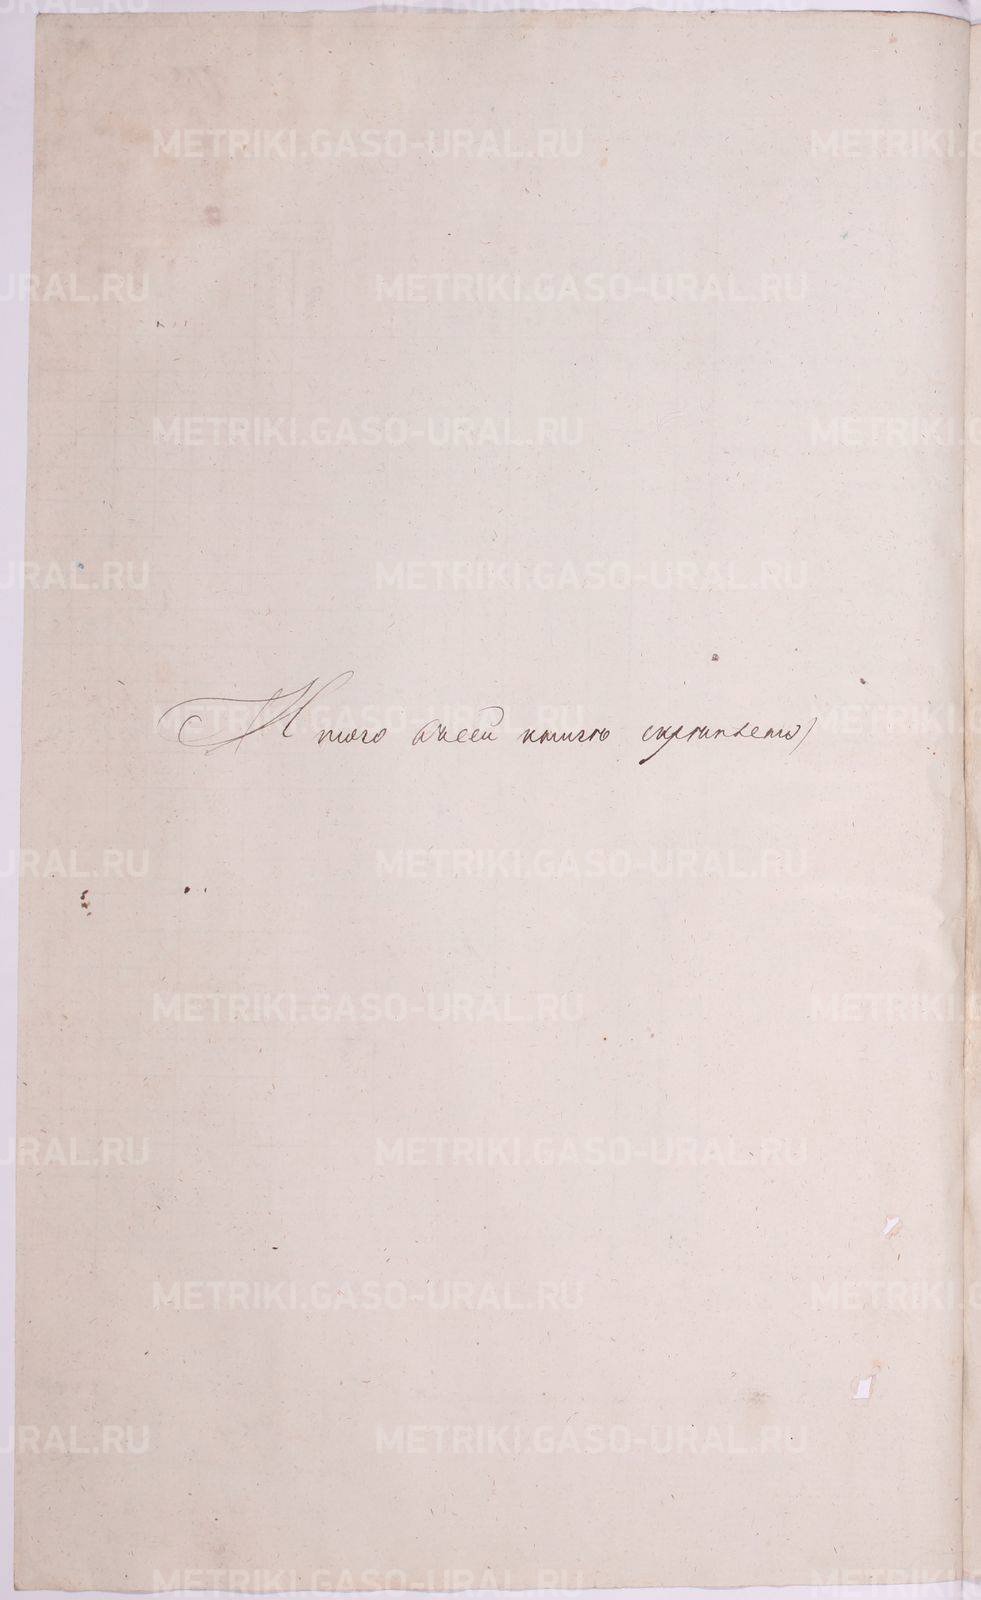 METRIKI.GASO-URAL.RU
Итого въ сей книгѣ скрѣплено